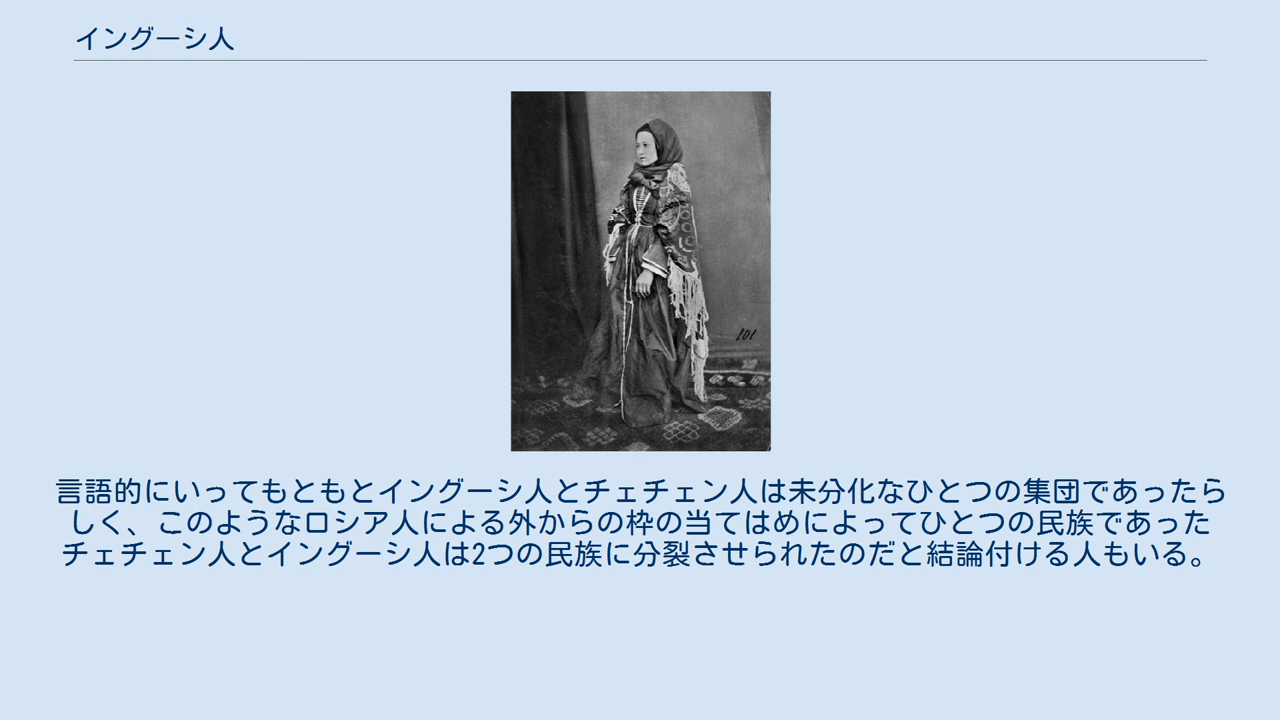 イングーシ人
101
言語的にいってもともとイングーシ人とチェチェン人は未分化なひとつの集団であったら
しく、このようなロシア人による外からの枠の当てはめによってひとつの民族であった
チェチェン人とイングーシ人は2つの民族に分裂させられたのだと結論付ける人もいる。